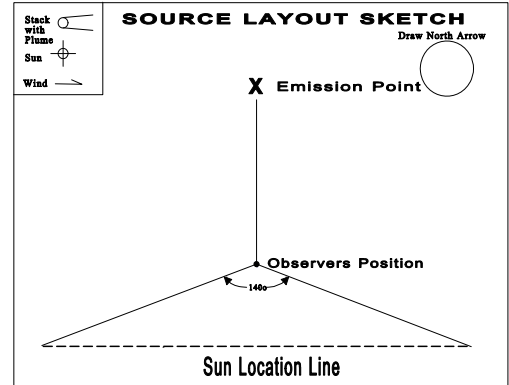 SOURCE LAYOUT SKETCH
Stack
with
Plume
Sun
Wind
Draw North Arrow
X Emission Point
Observers Position
140o
Sun Location Line